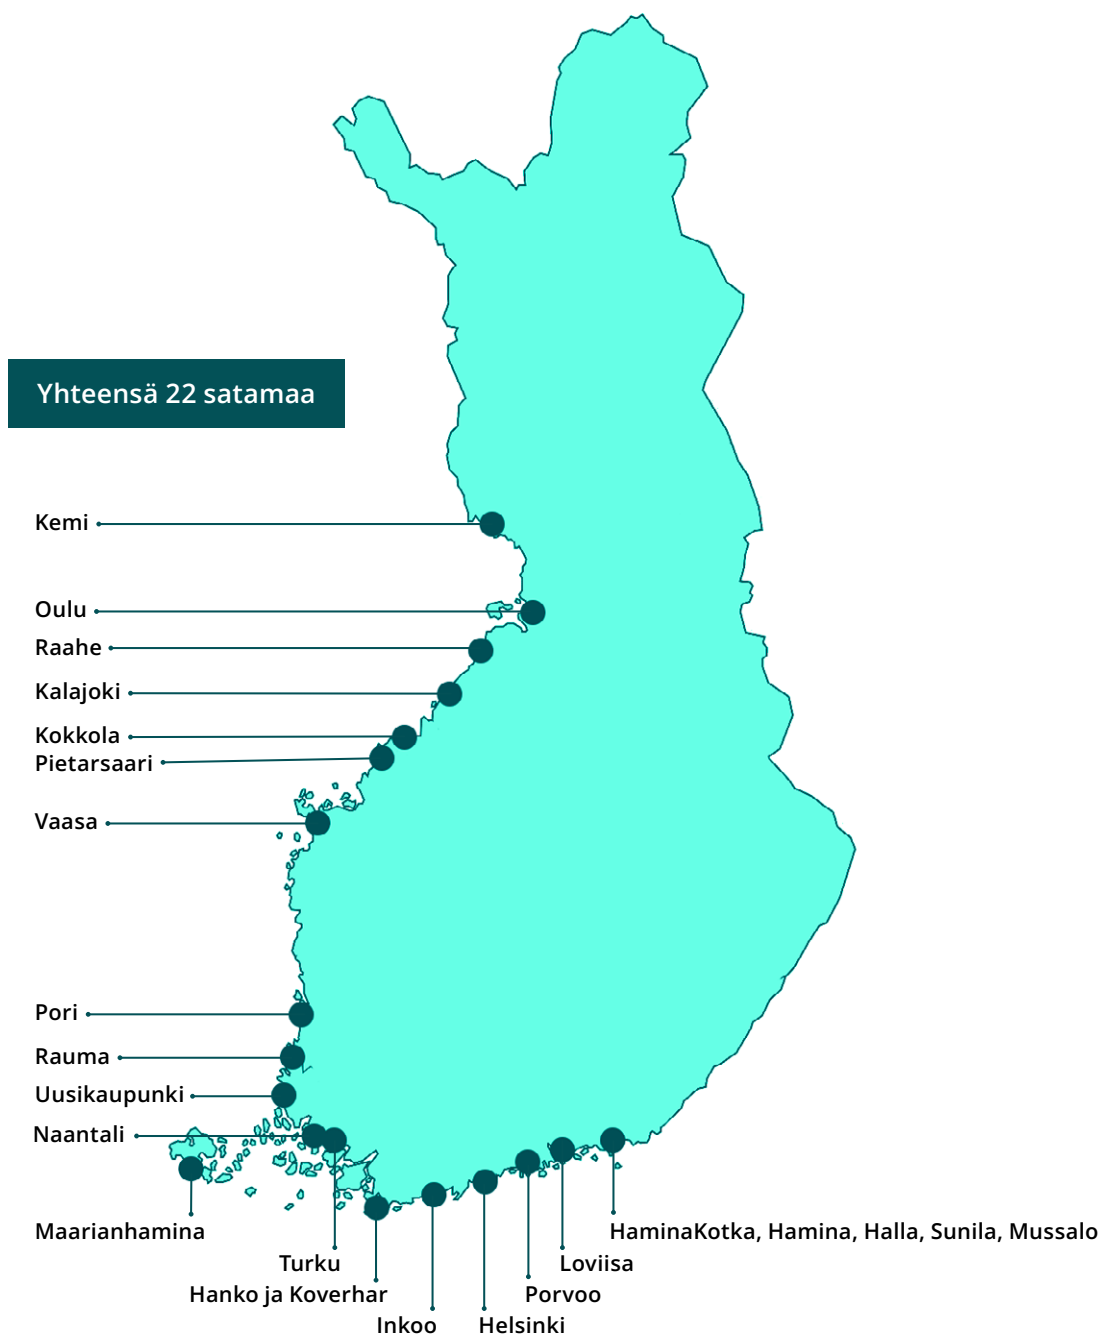 Yhteensä 22 satamaa
Kemi
Oulu
Raahe
Kalajoki
Kokkola
Pietarsaari
Vaasa
Pori
Rauma
Uusikaupunki
Naantali
Maarianhamina
HaminaKotka, Hamina, Halla, Sunila, Mussalo
Turku
Loviisa
Hanko ja Koverhar
Porvoo
Inkoo
Helsinki